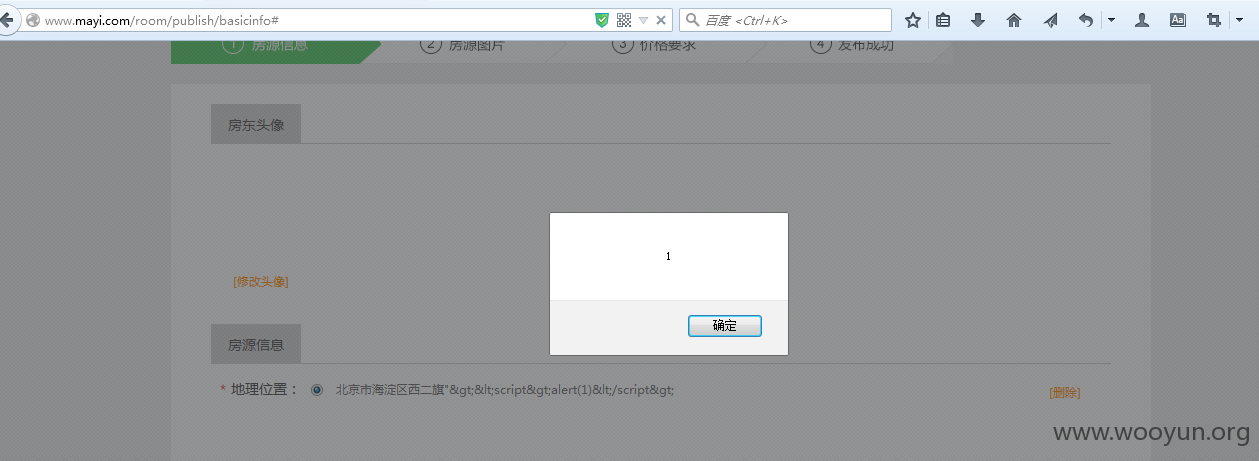 www.mayi.com/room/publish/basicinfo#
百度 <Ctrl+K>
1 房源信息 2 房源图片 3 价格要求 4 发布成功
房东头像
1
[修改头像]
确定
房源信息
* 地理位置： 北京市海淀区西二旗"&gt;&lt;script&gt;alert(1)&lt;/script&gt; [删除]
www.wooyun.org